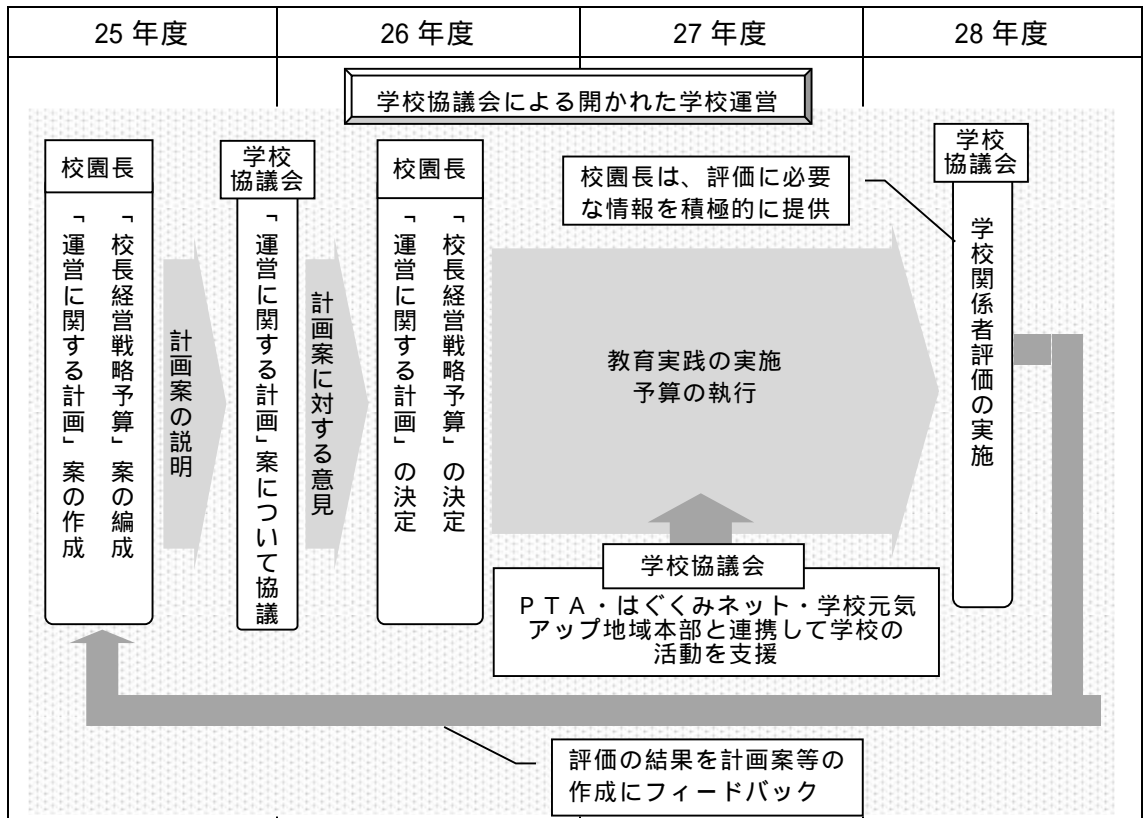 25 年度
26 年度
27 年度
28 年度
学校協議会による開かれた学校運営
校園長
「校長経営戦略予算」案の編成
「運営に関する計画」案の作成
計画案の説明
学校
協議会
「運営に関する計画」案について協議
計画案に対する意見
校園長
「校長経営戦略予算」の決定
「運営に関する計画」の決定
校園長は、評価に必要
な情報を積極的に提供
教育実践の実施
予算の執行
学校協議会
PTA・はぐくみネット・学校元気
アップ地域本部と連携して学校の
活動を支援
学校
協議会
学校関係者評価の実施
評価の結果を計画案等の
作成にフィードバック